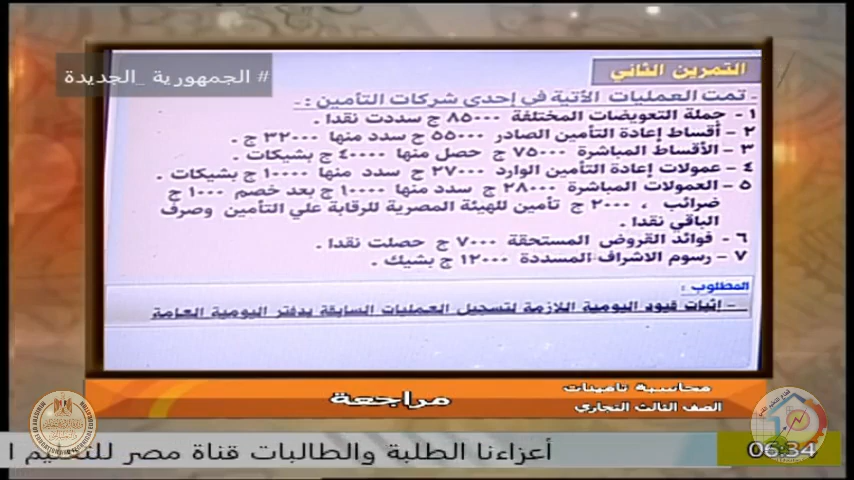 # الجمهورية _الجديدة
التمرين الثاني
- تمت العمليات الأتية في إحدى شركات التأمين : -
١ - جملة التعويضات المختلفة ٨٥٠٠٠ ج سددت نقدا .
٢ - أقساط إعادة التأمين الصادر ٥٥٠٠٠ ج سدد منها ٣٢٠٠٠ ج .
٣ - الأقساط المباشرة ٧٥٠٠٠ ج حصل منها ٤٠٠٠٠ ج بشيكات .
٤ - عمولات إعادة التأمين الوارد ٢٧٠٠٠ ج سدد منها ١٠٠٠٠ ج بشيكات .
٥ - العمولات المباشرة ٢٨٠٠٠ ج سدد منها ١٠٠٠٠ ج بعد خصم ١٠٠٠ ج
ضرائب ، ٢٠٠٠ ج تأمين للهيئة المصرية للرقابة علي التأمين وصرف
الباقي نقدا .
٦ - فوائد القروض المستحقة ٧٠٠٠ ج حصلت نقدا .
٧ - رسوم الاشراف المسددة ١٢٠٠٠ ج بشيك .
المطلوب :
- إثبات قيود اليومية اللازمة لتسجيل العمليات السابقة بدفتر اليومية العامة
محاسبة تأمينات
الصف الثالث التجاري
مراجعة
أعزاءنا الطلبة والطالبات قناة مصر للتعليم ا
06:34